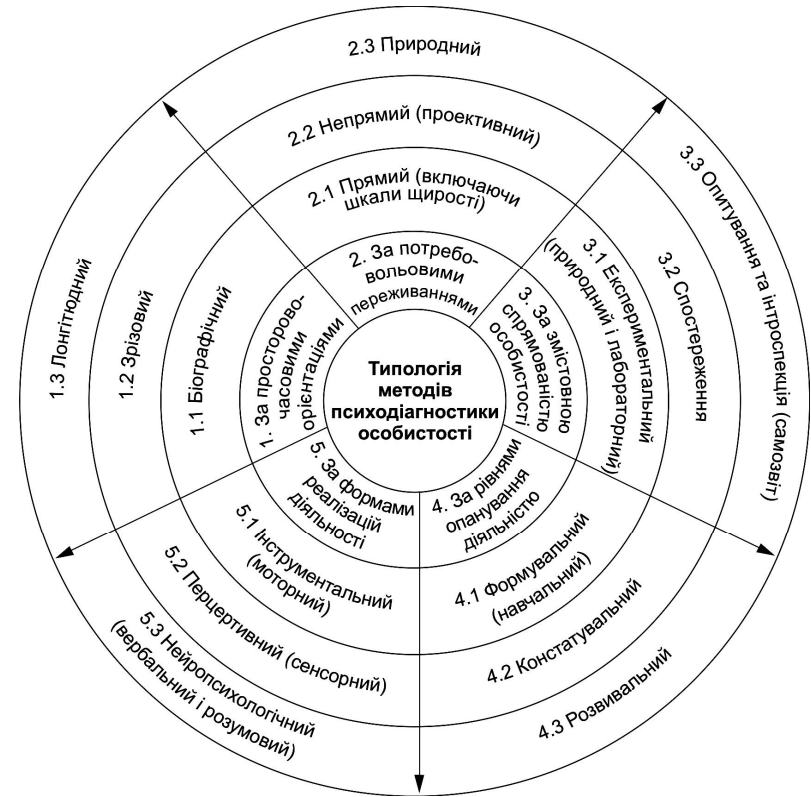 Типологія
методів
психодіагностики
особистості
1. За просторово-
часовими
орієнтаціями
1.1 Біографічний
1.2 Зрізовий
1.3 Лонгітюдний
2. За потребо-
вольовими
переживаннями
2.1 Прямий (включаючи
шкали щирості)
2.2 Непрямий (проективний)
2.3 Природний
3. За змістовною
спрямованістю
особистості
3.1 Експериментальний
(природний і лабораторний)
3.2 Спостереження
3.3 Опитування та інтроспекція (самозвіт)
4. За рівнями
опанування
діяльністю
4.1 Формувальний
(навчальний)
4.2 Констатувальний
4.3 Розвивальний
5. За формами
реалізацій
діяльності
5.1 Інструментальний
(моторний)
5.2 Перцертивний (сенсорний)
5.3 Нейропсихологічний
(вербальний і розумовий)